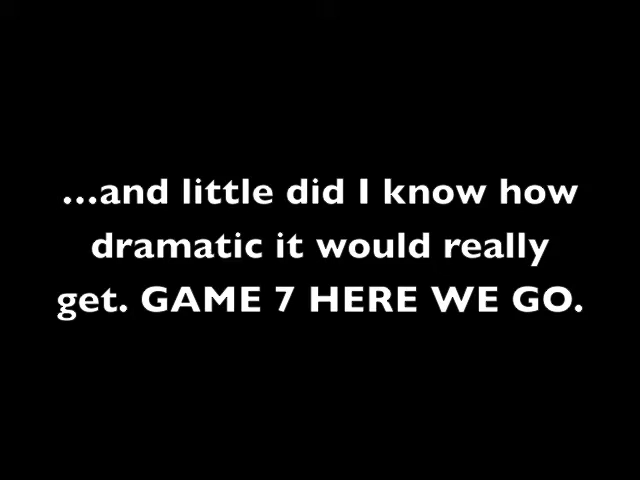 ...and little did I know how
dramatic it would really
get. GAME 7 HERE WE GO.